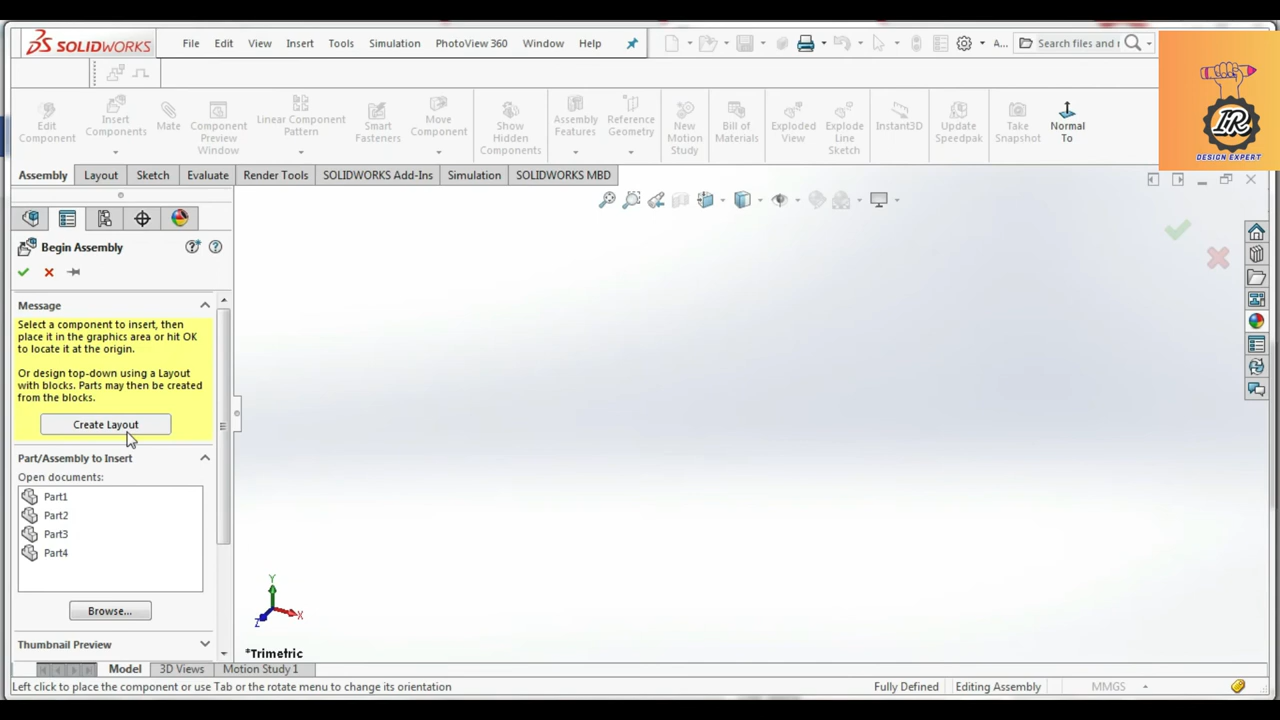 SOLIDWORKS File Edit View Insert Tools Simulation PhotoView 360 Window Help A... Search files and
Edit Component
Insert Components
Mate
Component Preview Window
Linear Component Pattern
Smart Fasteners
Move Component
Show Hidden Components
Assembly Features
Reference Geometry
New Motion Study
Bill of Materials
Exploded View
Explode Line Sketch
Instant3D
Update Speedpak
Take Snapshot
Normal To
IR
DESIGN EXPERT
Assembly Layout Sketch Evaluate Render Tools SOLIDWORKS Add-Ins Simulation SOLIDWORKS MBD
Begin Assembly
Message
Select a component to insert, then
place it in the graphics area or hit OK
to locate it at the origin.
Or design top-down using a Layout
with blocks. Parts may then be created
from the blocks.
Create Layout
Part/Assembly to Insert
Open documents:
Part1
Part2
Part3
Part4
Browse...
Thumbnail Preview
Y
X
Z
*Trimetric
Model 3D Views Motion Study 1
Left click to place the component or use Tab or the rotate menu to change its orientation Fully Defined Editing Assembly MMGS